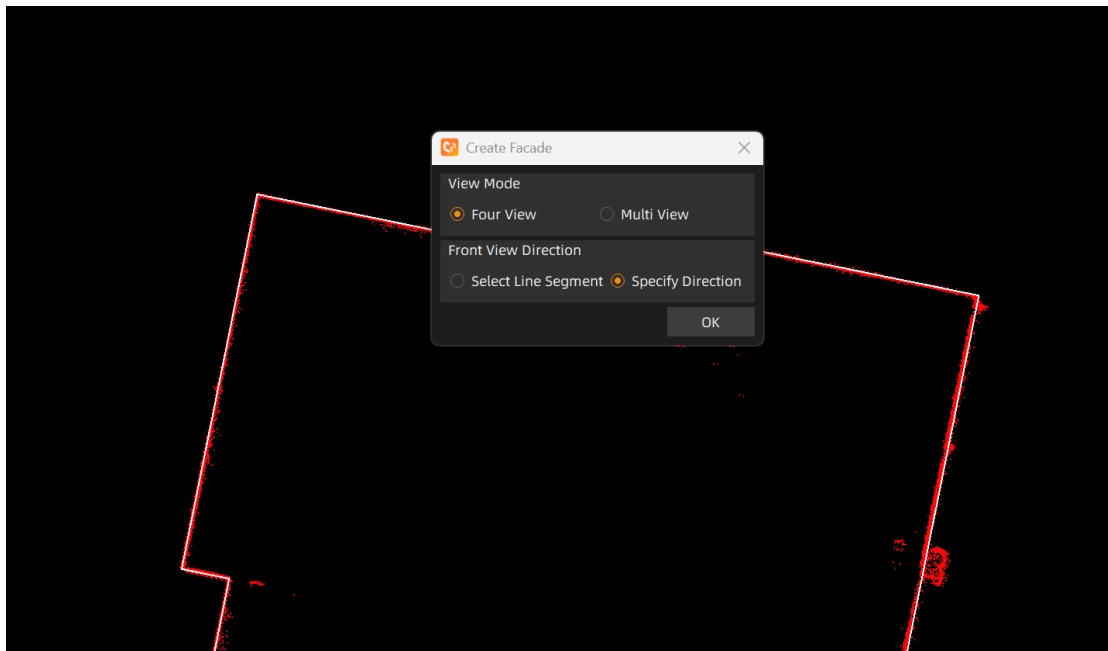 Create Facade
View Mode
Four View Multi View
Front View Direction
Select Line Segment Specify Direction
OK